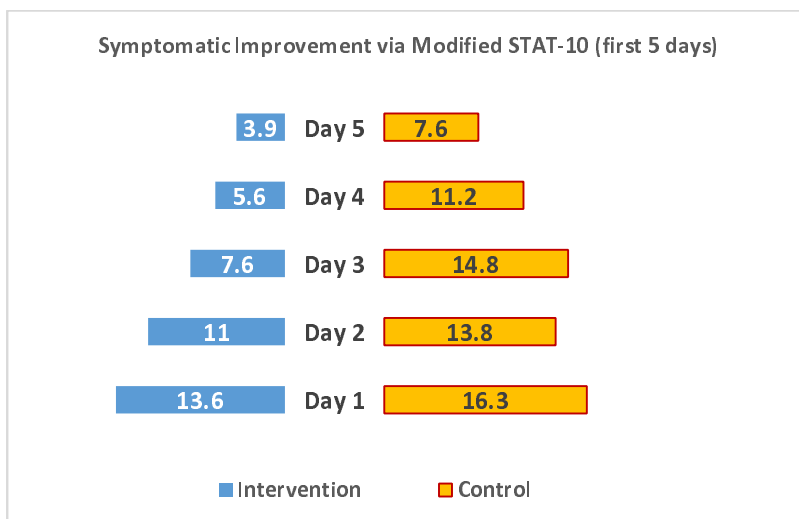 Symptomatic Improvement via Modified STAT-10 (first 5 days)
3.9 Day 5 7.6
5.6 Day 4 11.2
7.6 Day 3 14.8
11 Day 2 13.8
13.6 Day 1 16.3
Intervention Control